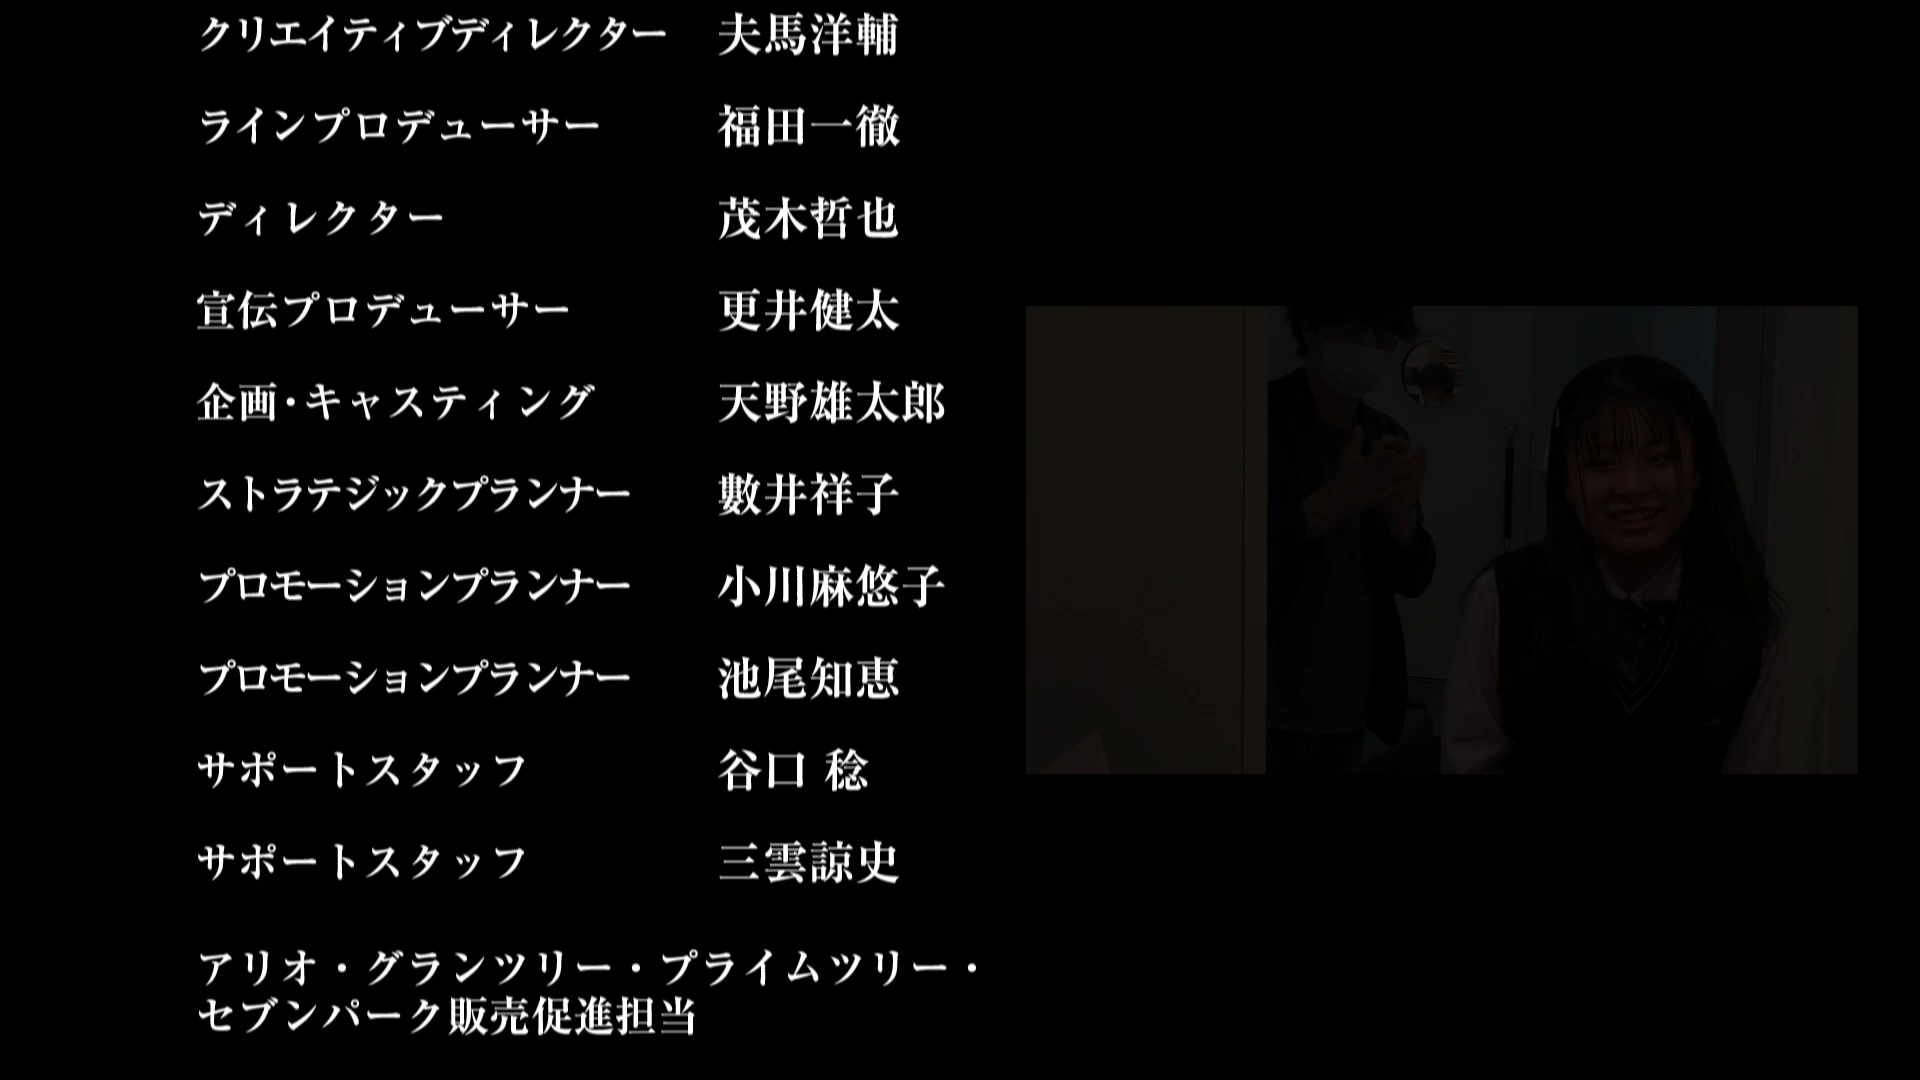 クリエイティブディレクター 夫馬洋輔
ラインプロデューサー 福田一徹
ディレクター 茂木哲也
宣伝プロデューサー 更井健太
企画・キャスティング 天野雄太郎
ストラテジックプランナー 數井祥子
プロモーションプランナー 小川麻悠子
プロモーションプランナー 池尾知恵
サポートスタッフ 谷口 稔
サポートスタッフ 三雲諒史
アリオ・グランツリー・プライムツリー・
セブンパーク販売促進担当